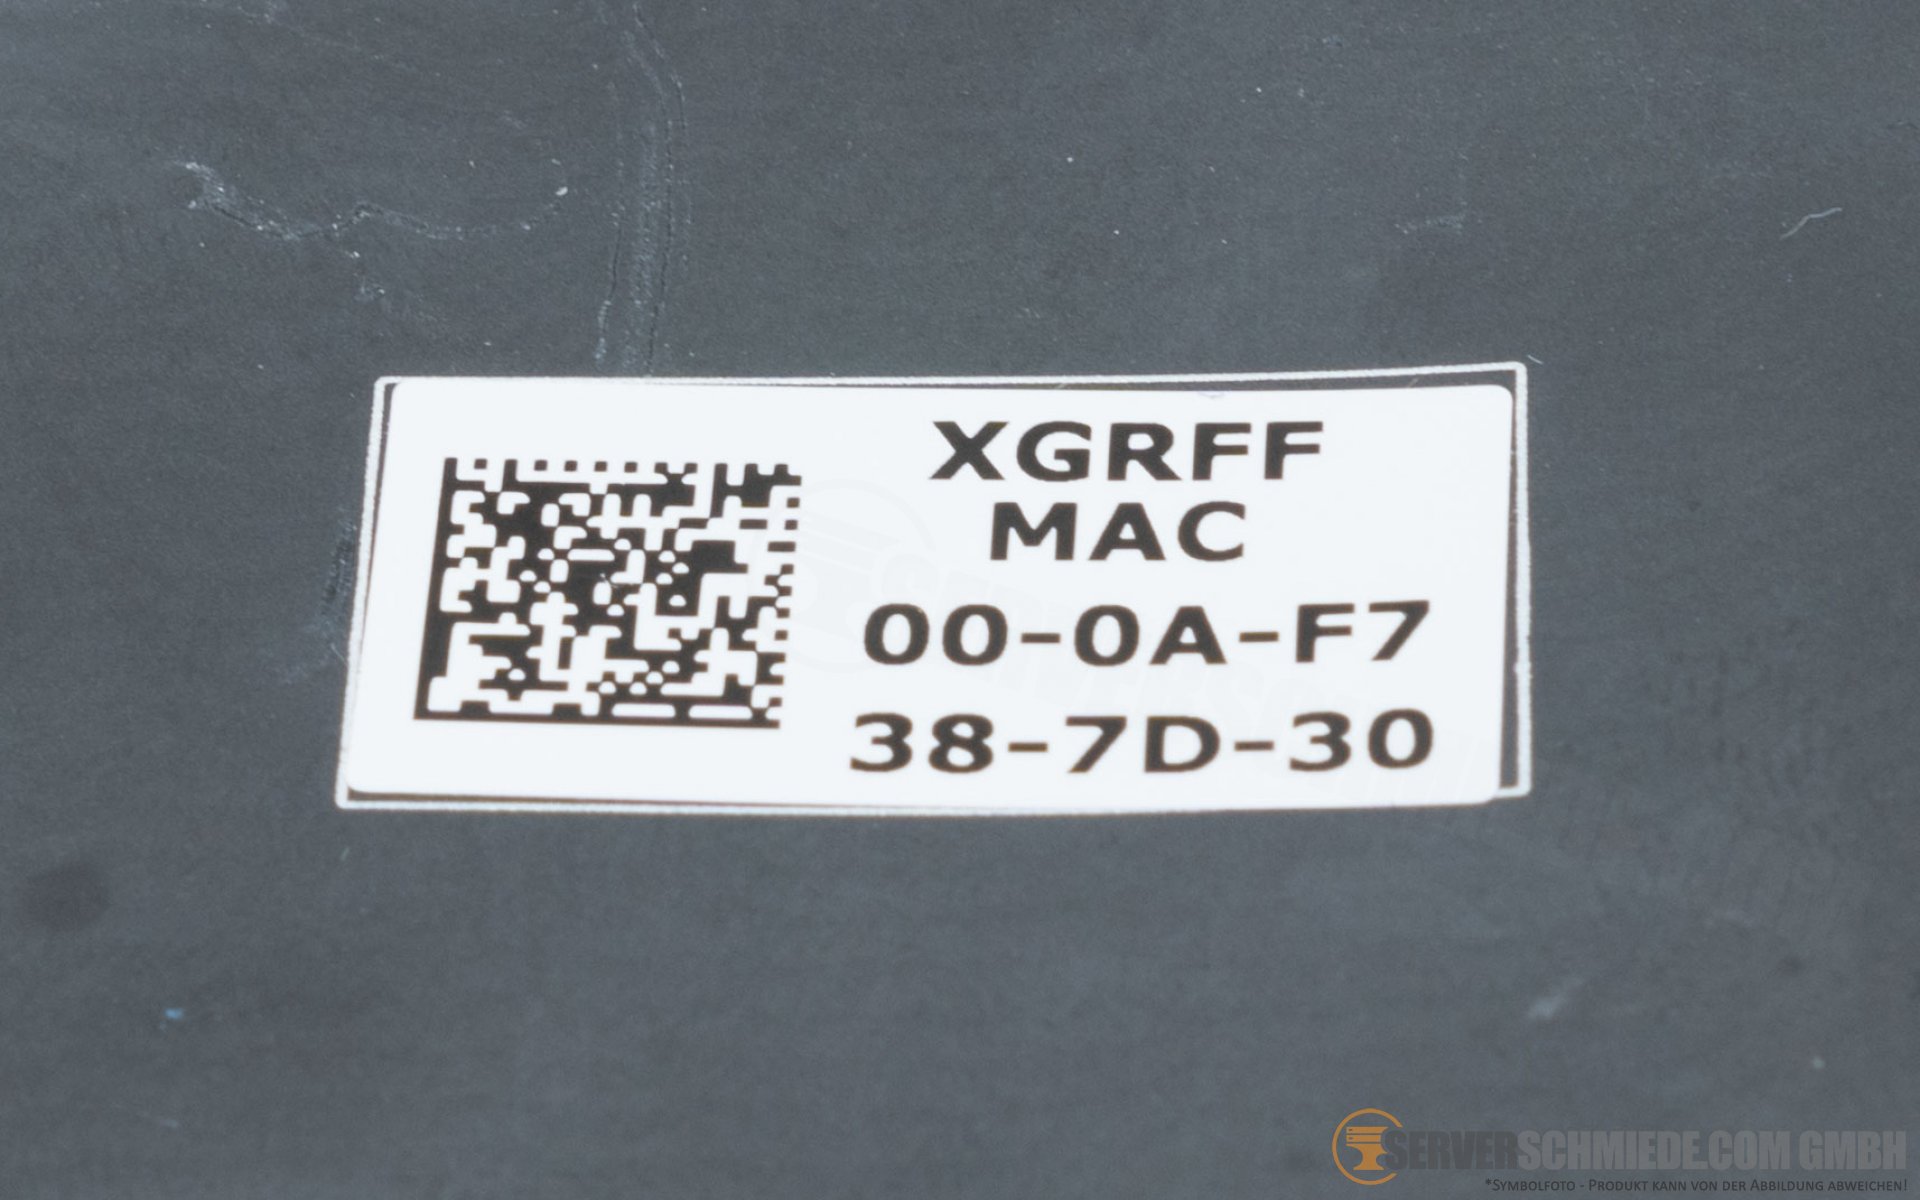 XGRFF
MAC
00-0A-F7
38-7D-30
SERVERSCHMIEDE.COM GMBH
*SYMBOLFOTO - PRODUKT KANN VON DER ABBILDUNG ABWEICHEN!